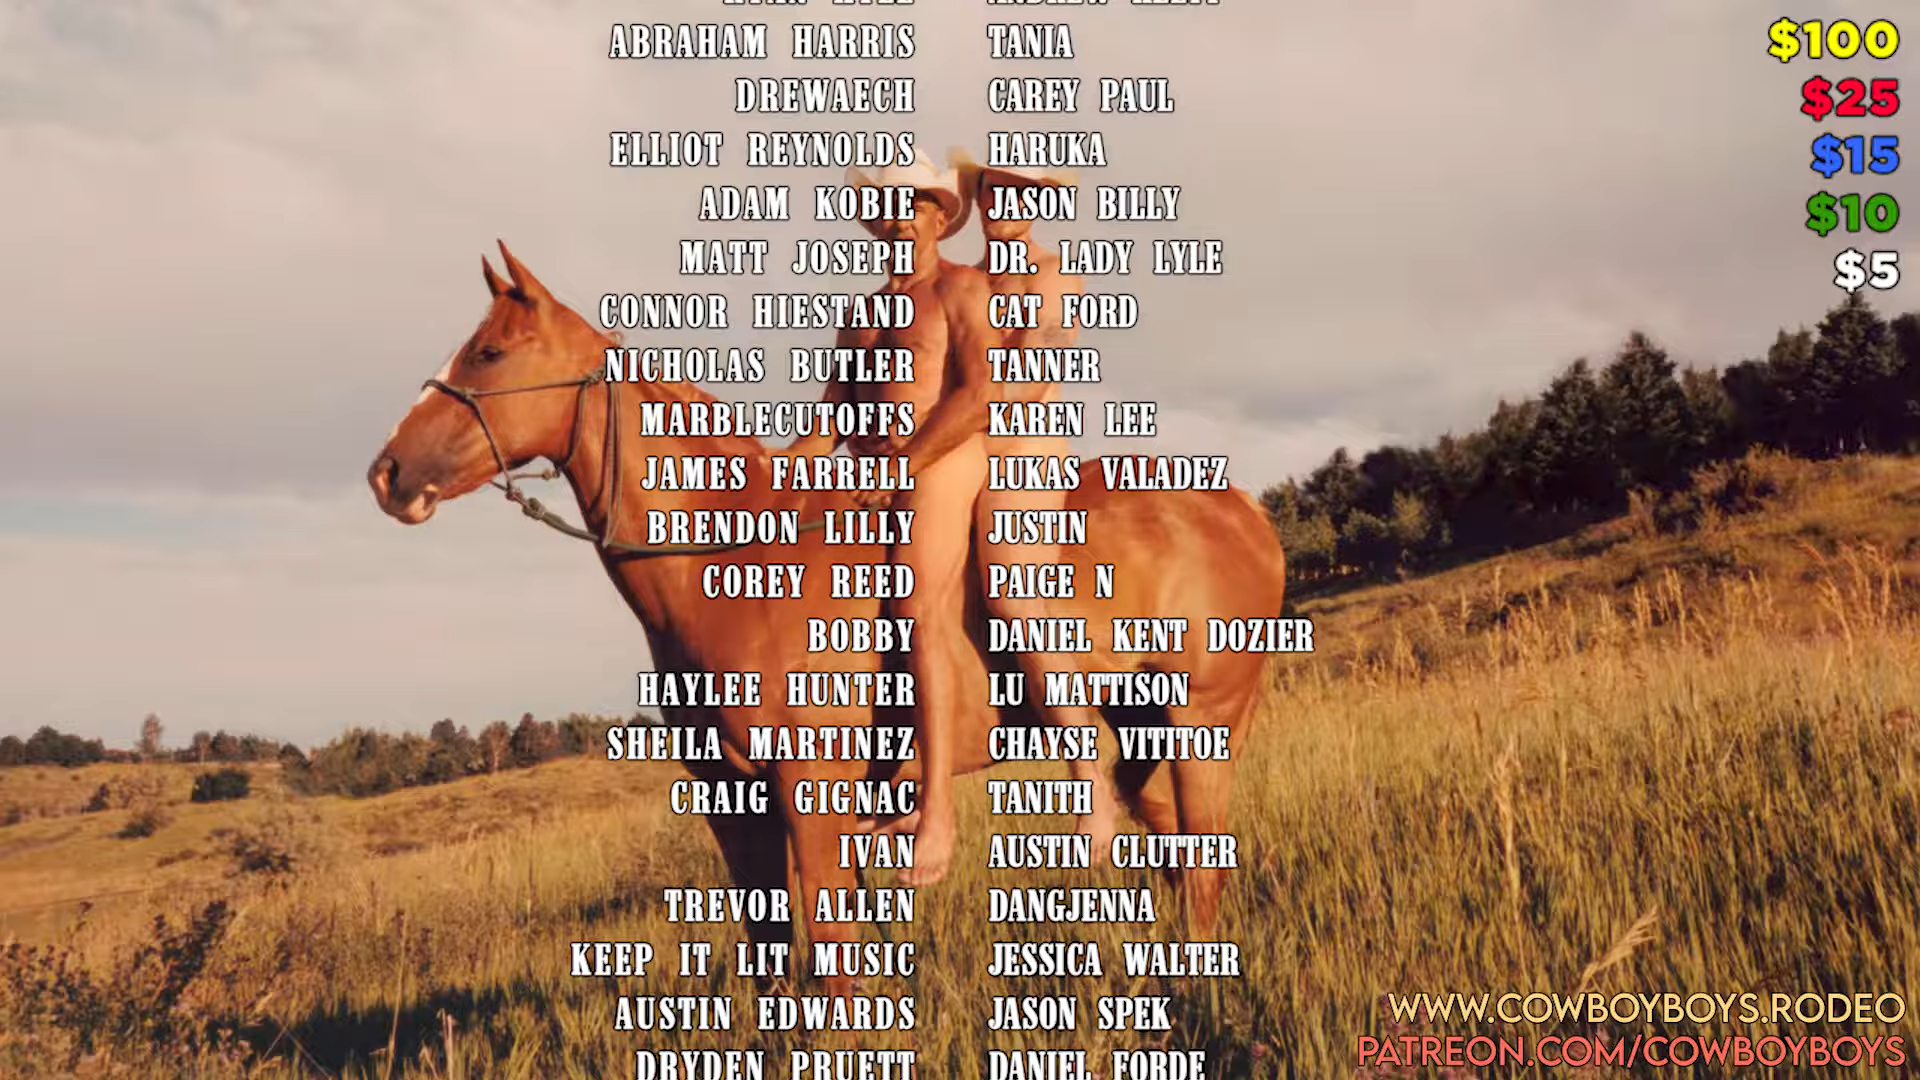 ABRAHAM HARRIS TANIA
DREWAECH CAREY PAUL
ELLIOT REYNOLDS HARUKA
ADAM KOBIE JASON BILLY
MATT JOSEPH DR. LADY LYLE
CONNOR HIESTAND CAT FORD
NICHOLAS BUTLER TANNER
MARBLECUTOFFS KAREN LEE
JAMES FARRELL LUKAS VALADEZ
BRENDON LILLY JUSTIN
COREY REED PAIGE N
BOBBY DANIEL KENT DOZIER
HAYLEE HUNTER LU MATTISON
SHEILA MARTINEZ CHAYSE VITITOE
CRAIG GIGNAC TANITH
IVAN AUSTIN CLUTTER
TREVOR ALLEN DANGJENNA
KEEP IT LIT MUSIC JESSICA WALTER
AUSTIN EDWARDS JASON SPEK
DRYDEN PRUETT DANIEL FORDE
$100
$25
$15
$10
$5
WWW.COWBOYBOYS.RODEO
PATREON.COM/COWBOYBOYS